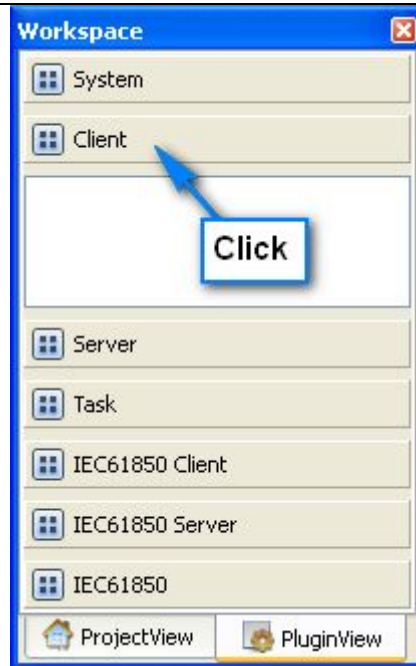 Workspace
System
Client
Click
Server
Task
IEC61850 Client
IEC61850 Server
IEC61850
ProjectView PluginView